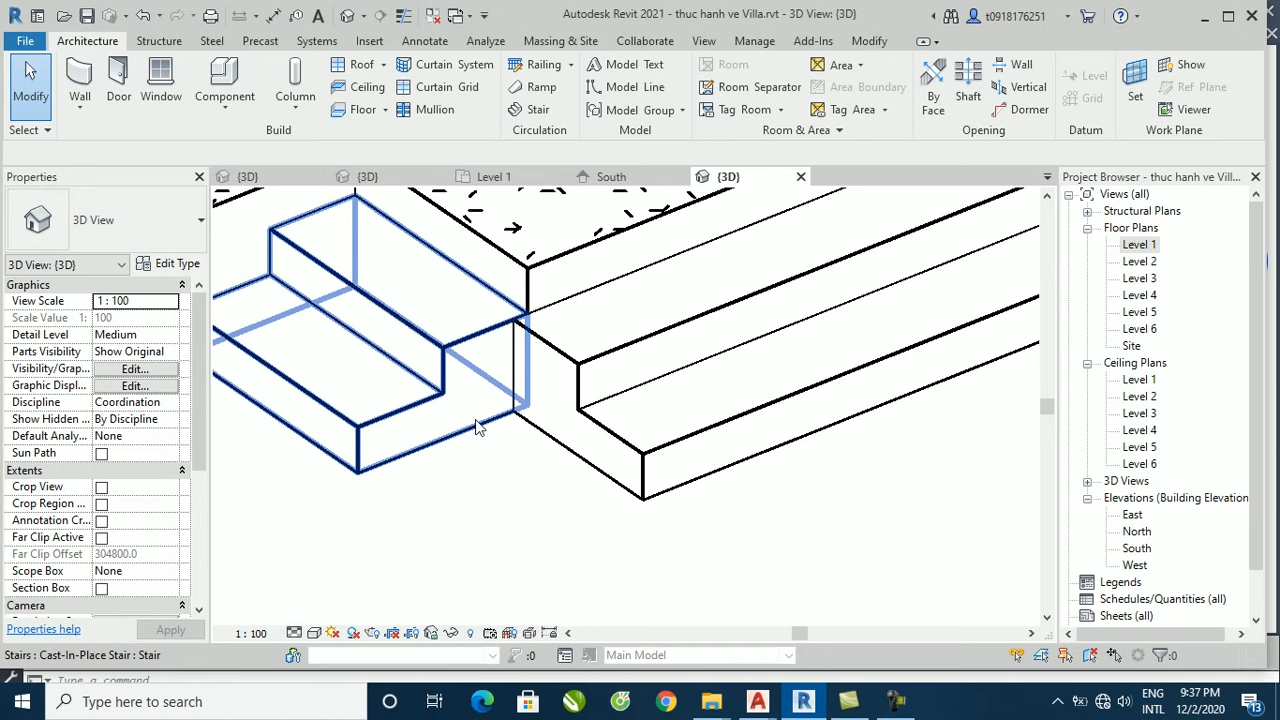 Autodesk Revit 2021 - thuc hanh ve Villa.rvt - 3D View: {3D}
t0918176251
File Architecture Structure Steel Precast Systems Insert Annotate Analyze Massing & Site Collaborate View Manage Add-Ins Modify
Modify Wall Door Window Component Column
Roof Curtain System Railing Model Text Room Area Wall Show
Ceiling Curtain Grid Ramp Model Line Room Separator Area Boundary Level Vertical Ref Plane
Floor Mullion Stair Model Group Tag Room Tag Area Grid Dormer Viewer
By Face Shaft Set
Select Build Circulation Model Room & Area Opening Datum Work Plane
Properties
{3D} {3D} Level 1 South {3D}
Project Browser - thuc hanh ve Vill...
3D View
3D View: {3D} Edit Type
Graphics
View Scale 1 : 100
Scale Value 1: 100
Detail Level Medium
Parts Visibility Show Original
Visibility/Grap... Edit...
Graphic Displ... Edit...
Discipline Coordination
Show Hidden ... By Discipline
Default Analy... None
Sun Path
Extents
Crop View
Crop Region ...
Annotation Cr...
Far Clip Active
Far Clip Offset 304800.0
Scope Box None
Section Box
Camera
Properties help Apply
Views (all)
Structural Plans
Floor Plans
Level 1
Level 2
Level 3
Level 4
Level 5
Level 6
Site
Ceiling Plans
Level 1
Level 2
Level 3
Level 4
Level 5
Level 6
3D Views
Elevations (Building Elevation
East
North
South
West
Legends
Schedules/Quantities (all)
Sheets (all)
1 : 100
Stairs : Cast-In-Place Stair : Stair
:0 Main Model :0
Type a command
Type here to search
ENG
INTL
9:37 PM
12/2/2020
13